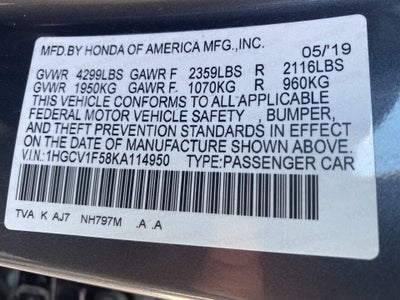 MFD. BY HONDA OF AMERICA MFG.,INC. 05/19
GVWR 4299LBS GAWR F 2359LBS R 2116LBS
GVWR 1950KG GAWR F 1070KG R 960KG
THIS VEHICLE CONFORMS TO ALL APPLICABLE
FEDERAL MOTOR VEHICLE SAFETY , BUMPER,
AND THEFT PREVENTION STANDARDS IN EFFECT
ON THE DATE OF MANUFACTURE SHOWN ABOVE.
V.I.N.: 1HGCV1F58KA114950 TYPE:PASSENGER CAR
TVA K AJ7 NH797M .A .A